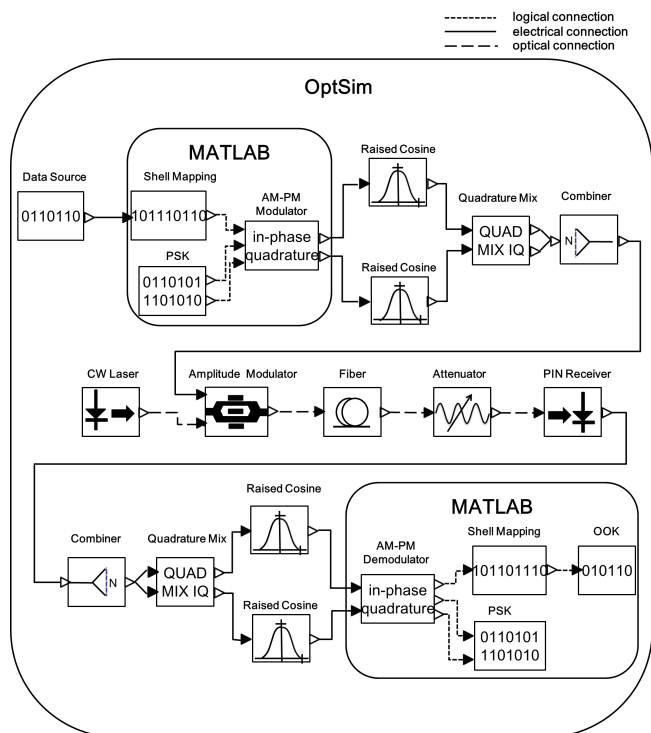 logical connection
electrical connection
optical connection
OptSim
MATLAB
Raised Cosine
Data Source
Shell Mapping
AM-PM
Modulator
Quadrature Mix
Combiner
0110110
101110110
in-phase
quadrature
QUAD
MIX IQ
N
PSK
0110101
1101010
Raised Cosine
CW Laser
Amplitude Modulator
Fiber
Attenuator
PIN Receiver
Raised Cosine
MATLAB
Combiner
Quadrature Mix
AM-PM
Demodulator
Shell Mapping
OOK
N
QUAD
MIX IQ
in-phase
quadrature
101101110
010110
Raised Cosine
PSK
0110101
1101010